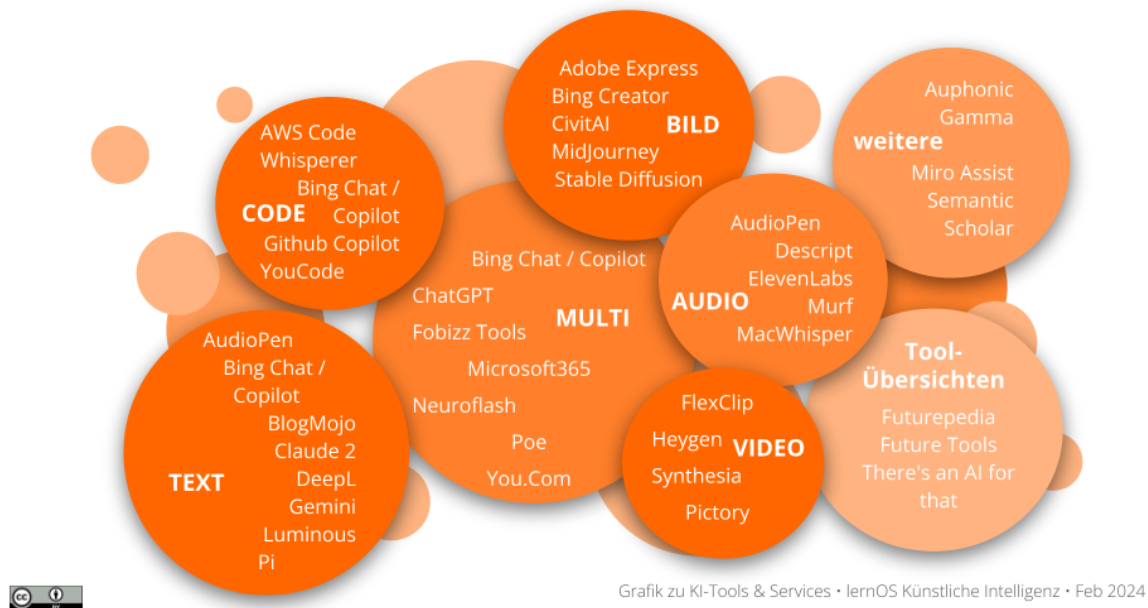 Adobe Express
Bing Creator
CivitAI
BILD
MidJourney
Stable Diffusion
Auphonic
Gamma
weitere
Miro Assist
Semantic
Scholar
AWS Code
Whisperer
Bing Chat /
CODE
Copilot
Github Copilot
YouCode
Bing Chat / Copilot
ChatGPT
MULTI
Fobizz Tools
Microsoft365
Neuroflash
Poe
You.Com
AudioPen
Descript
ElevenLabs
AUDIO
Murf
MacWhisper
AudioPen
Bing Chat /
Copilot
BlogMojo
Claude 2
TEXT
DeepL
Gemini
Luminous
Pi
FlexClip
Heygen
VIDEO
Synthesia
Pictory
Tool-
Übersichten
Futurepedia
Future Tools
There's an AI for
that
cc
Grafik zu KI-Tools & Services • lernOS Künstliche Intelligenz • Feb 2024